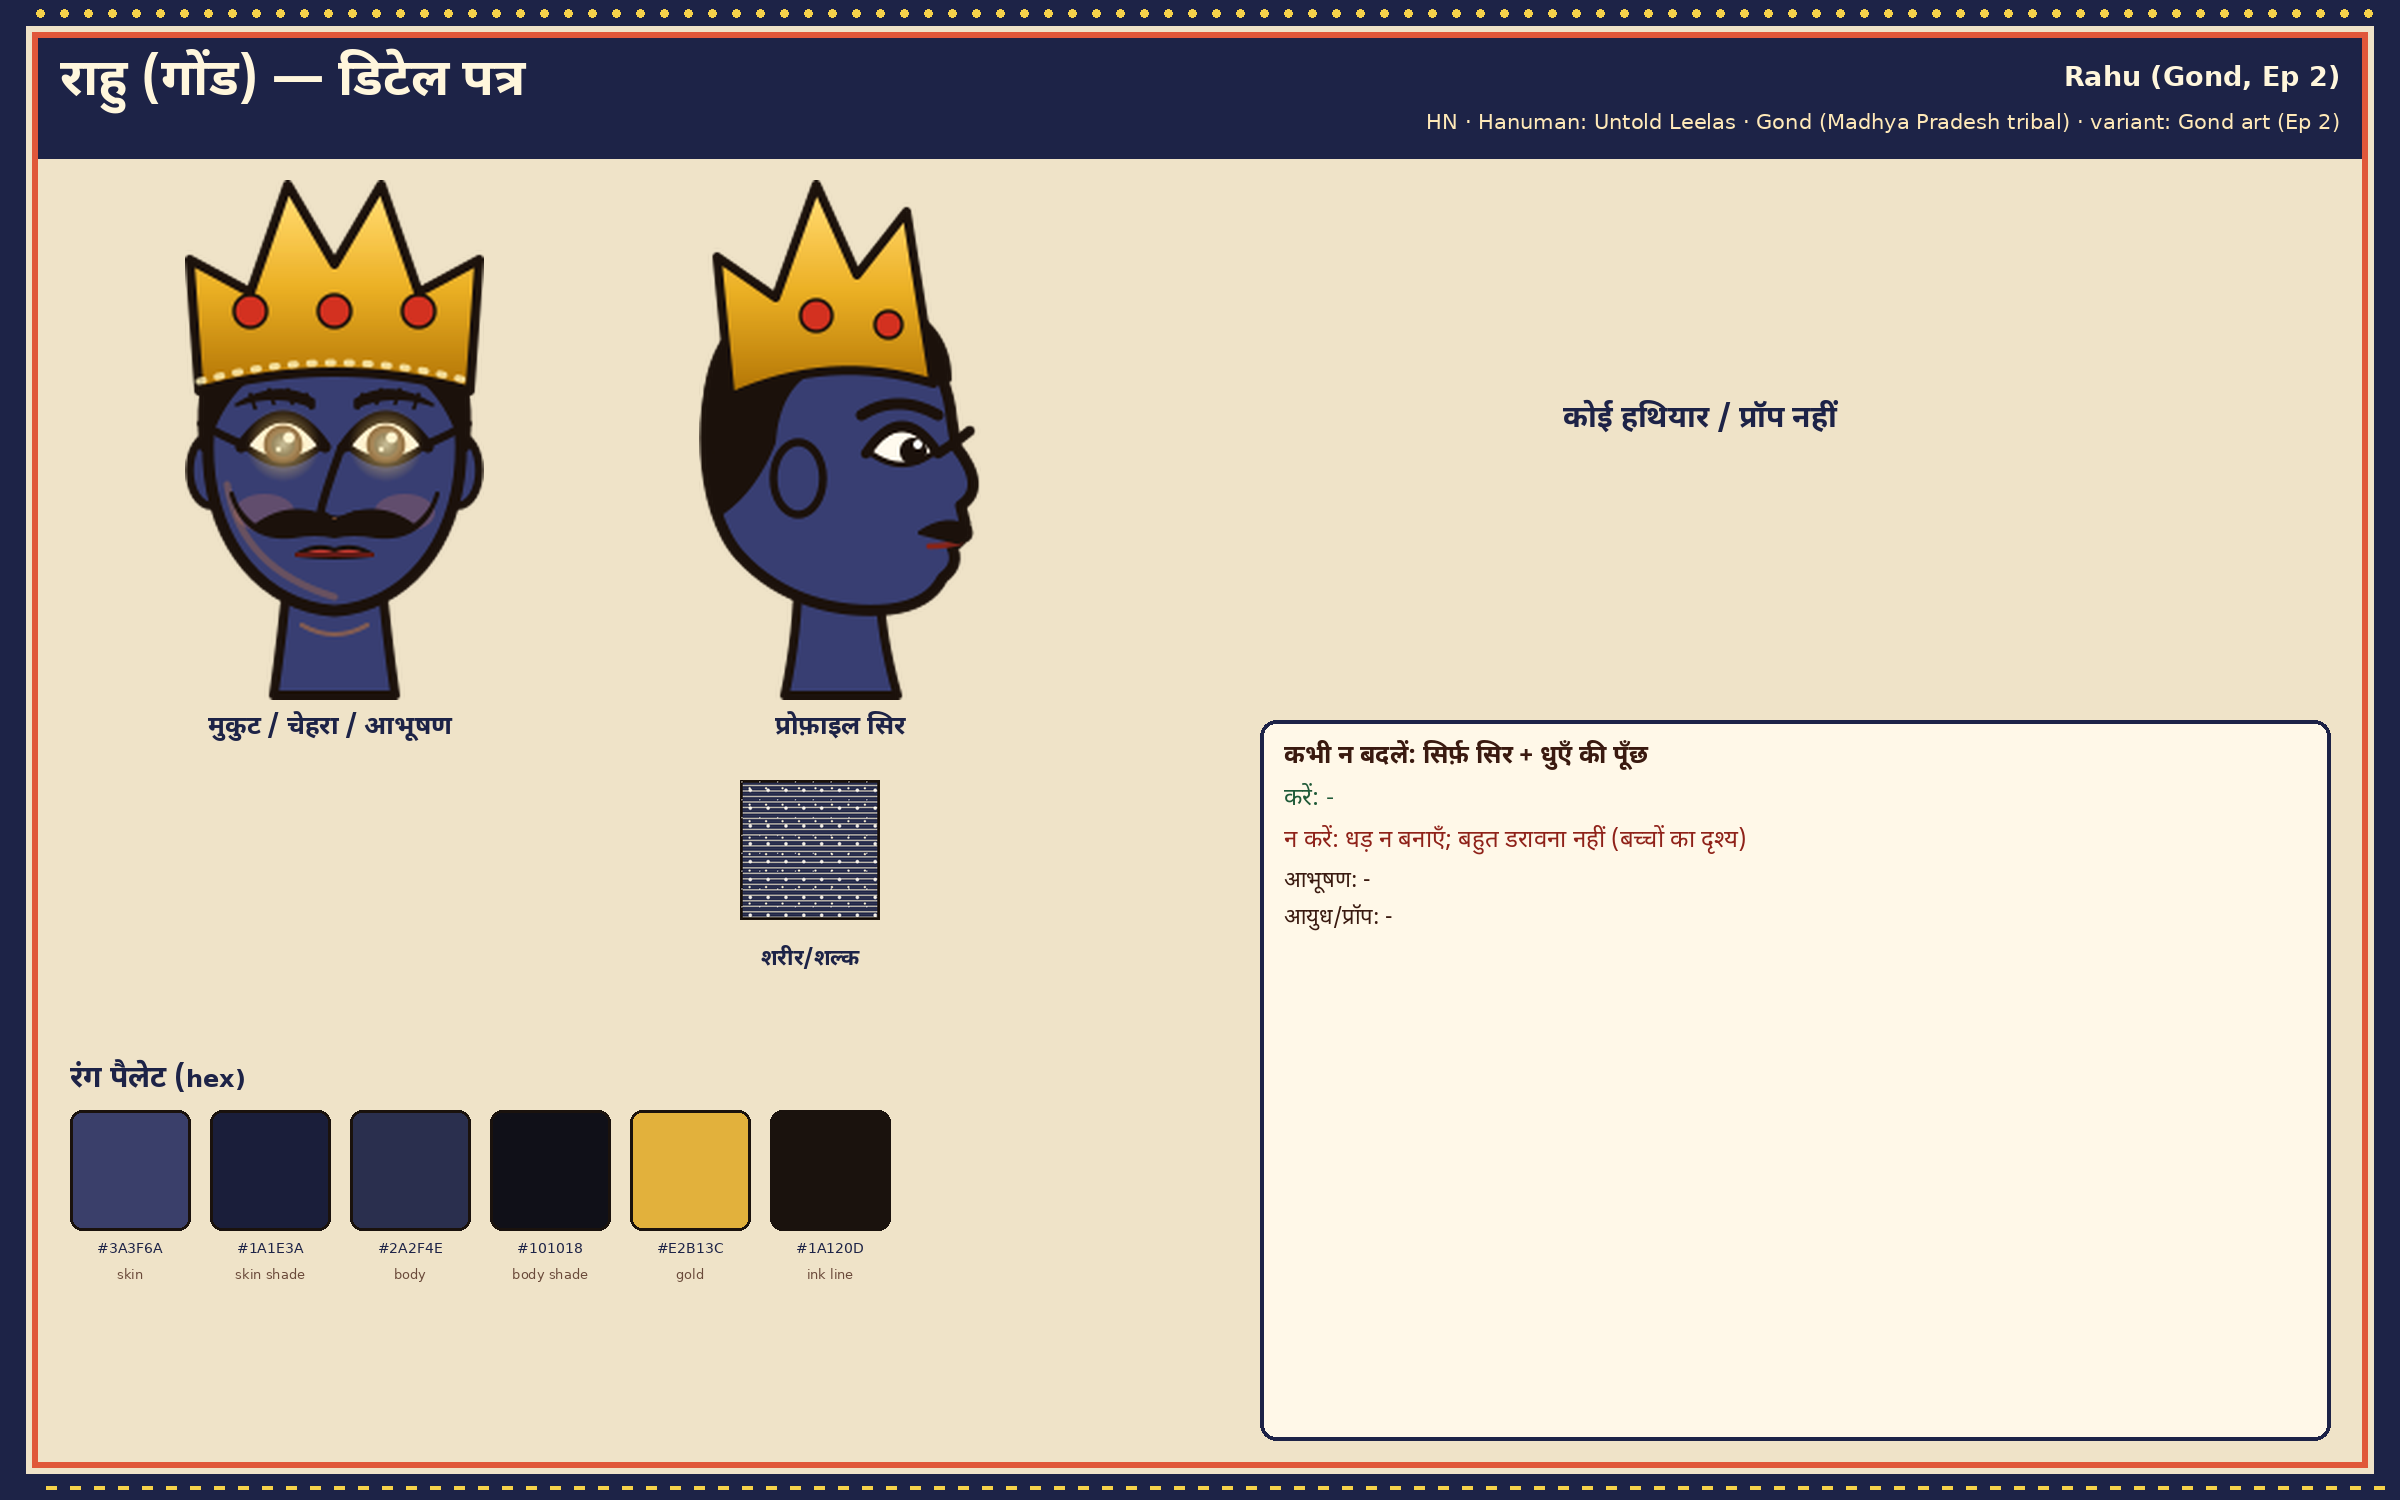 राहु (गोंड) — डिटेल पत्र
Rahu (Gond, Ep 2)
HN · Hanuman: Untold Leelas · Gond (Madhya Pradesh tribal) · variant: Gond art (Ep 2)
कोई हथियार / प्रॉप नहीं
मुकुट / चेहरा / आभूषण
प्रोफ़ाइल सिर
शरीर/शल्क
कभी न बदलें: सिर्फ़ सिर + धुएँ की पूँछ
करें: -
न करें: धड़ न बनाएँ; बहुत डरावना नहीं (बच्चों का दृश्य)
आभूषण: -
आयुध/प्रॉप: -
रंग पैलेट (hex)
#3A3F6A #1A1E3A #2A2F4E #101018 #E2B13C #1A120D
skin skin shade body body shade gold ink line